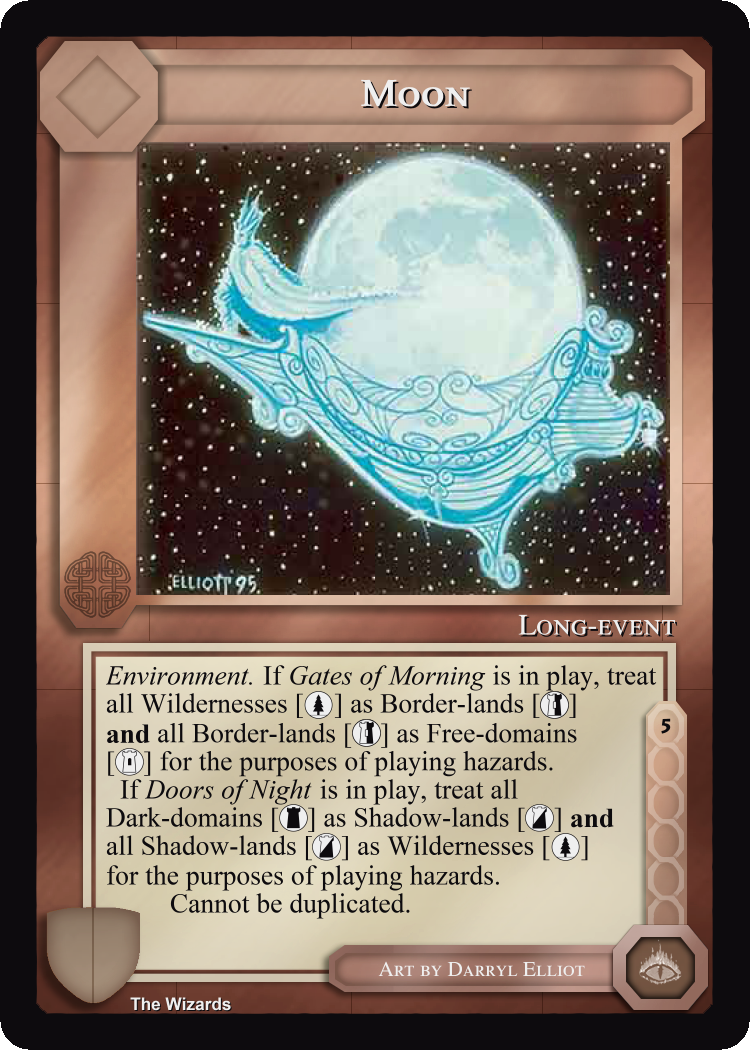 Moon
ELLIOTT 95
Long-event
Environment. If Gates of Morning is in play, treat
all Wildernesses [ ] as Border-lands [ ]
and all Border-lands [ ] as Free-domains
[ ] for the purposes of playing hazards.
If Doors of Night is in play, treat all
Dark-domains [ ] as Shadow-lands [ ] and
all Shadow-lands [ ] as Wildernesses [ ]
for the purposes of playing hazards.
Cannot be duplicated.
5
Art by Darryl Elliot
The Wizards